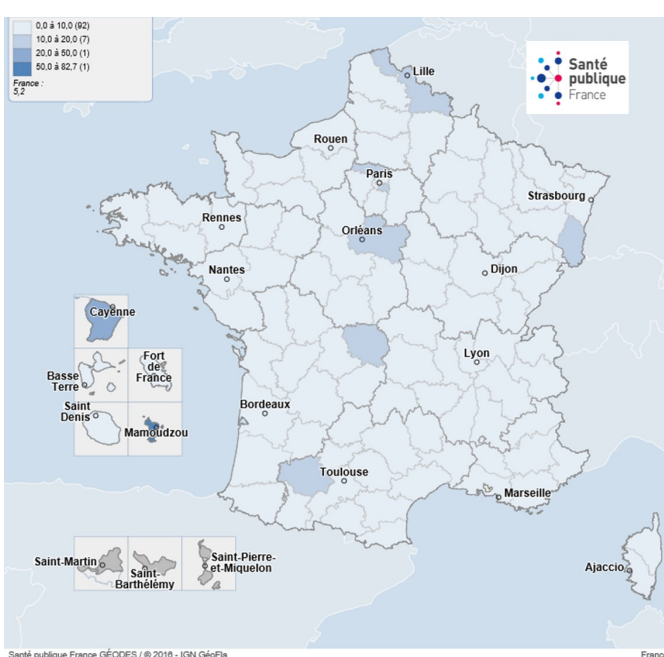 0,0 à 10,0 (92)
10,0 à 20,0 (7)
20,0 à 50,0 (1)
50,0 à 82,7 (1)
France :
5,2
Santé
publique
France
Lille
Rouen
Paris
Strasbourg
Rennes
Orléans
Nantes
Dijon
Cayenne
Fort
de
France
Basse
Terre
Lyon
Saint
Denis
Bordeaux
Mamoudzou
Toulouse
Marseille
Saint-Martin
Saint-
Barthélémy
Saint-Pierre-
et-Miquelon
Ajaccio
Santé publique France GÉODES / © 2016 - IGN GéoFla
Franc